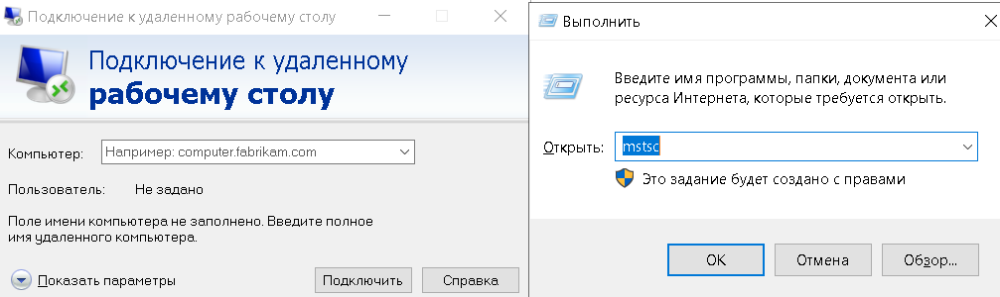 Подключение к удаленному рабочему столу
Подключение к удаленному
рабочему столу
Компьютер:
Например: computer.fabrikam.com
Пользователь:
Не задано
Поле имени компьютера не заполнено. Введите полное
имя удаленного компьютера.
Показать параметры
Подключить
Справка
Выполнить
Введите имя программы, папки, документа или
ресурса Интернета, которые требуется открыть.
Открыть:
mstsc
Это задание будет создано с правами
ОК
Отмена
Обзор...